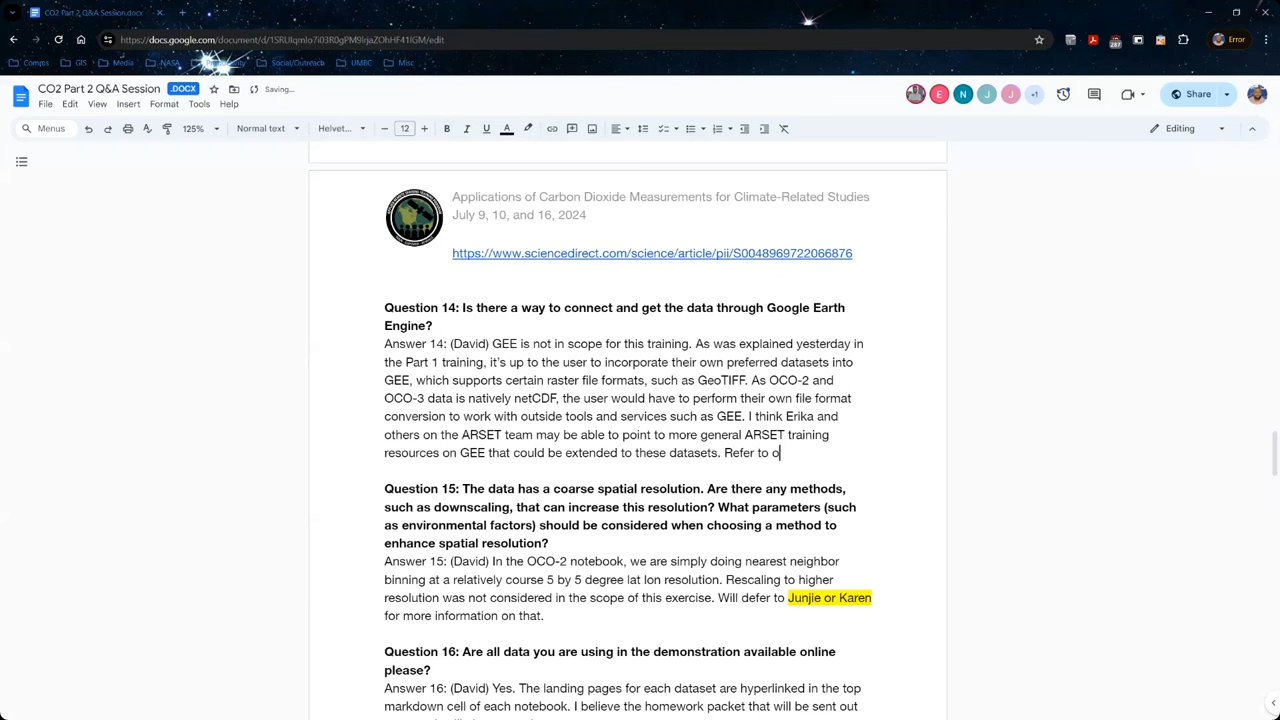 CO2 Part 2 Q&A Session.docx
https://docs.google.com/document/d/1SRUIqmIo7i03R0gPM9IrjaZOhHF41lGM/edit
Error
287
Comps
GIS
Media
NASA
Social/Outreach
UMBC
Misc
CO2 Part 2 Q&A Session
.DOCX
Saving...
File Edit View Insert Format Tools Help
E
N
J
J
+1
Share
Menus
125%
Normal text
Helvet...
12
Editing
Applications of Carbon Dioxide Measurements for Climate-Related Studies
July 9, 10, and 16, 2024
https://www.sciencedirect.com/science/article/pii/S0048969722066876
Question 14: Is there a way to connect and get the data through Google Earth
Engine?
Answer 14: (David) GEE is not in scope for this training. As was explained yesterday in
the Part 1 training, it's up to the user to incorporate their own preferred datasets into
GEE, which supports certain raster file formats, such as GeoTIFF. As OCO-2 and
OCO-3 data is natively netCDF, the user would have to perform their own file format
conversion to work with outside tools and services such as GEE. I think Erika and
others on the ARSET team may be able to point to more general ARSET training
resources on GEE that could be extended to these datasets. Refer to o
Question 15: The data has a coarse spatial resolution. Are there any methods,
such as downscaling, that can increase this resolution? What parameters (such
as environmental factors) should be considered when choosing a method to
enhance spatial resolution?
Answer 15: (David) In the OCO-2 notebook, we are simply doing nearest neighbor
binning at a relatively course 5 by 5 degree lat lon resolution. Rescaling to higher
resolution was not considered in the scope of this exercise. Will defer to Junjie or Karen
for more information on that.
Question 16: Are all data you are using in the demonstration available online
please?
Answer 16: (David) Yes. The landing pages for each dataset are hyperlinked in the top
markdown cell of each notebook. I believe the homework packet that will be sent out